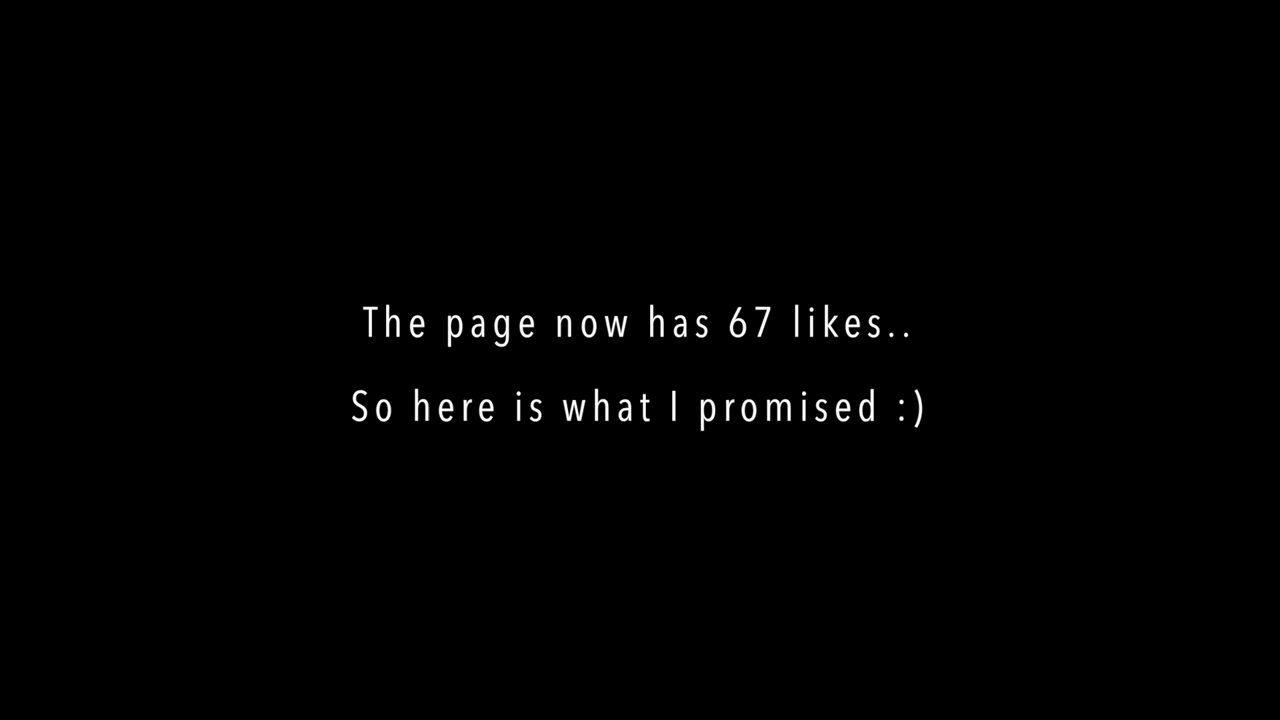 The page now has 67 likes..
So here is what I promised :)